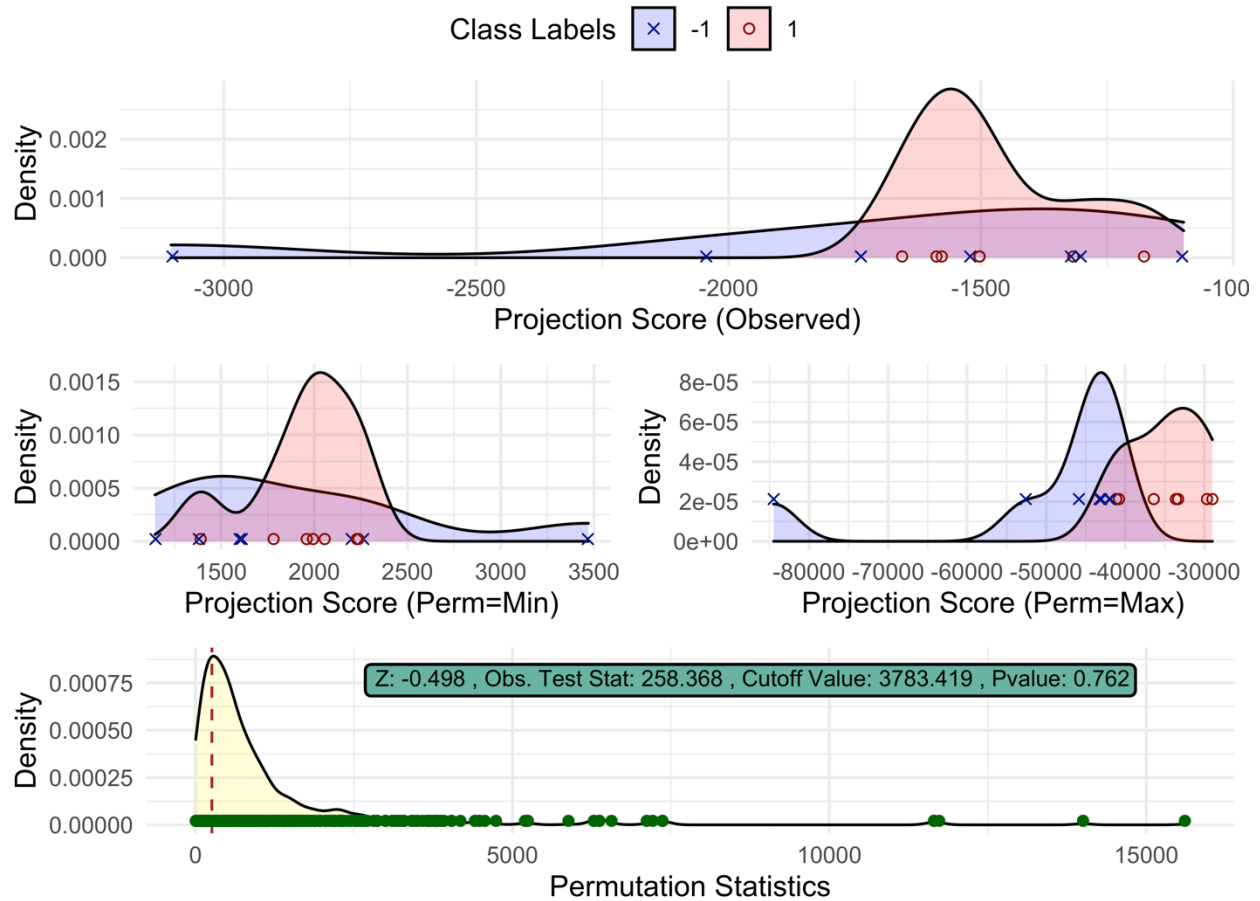 Class Labels -1 1
Density
0.002
0.001
0.000
-3000 -2500 -2000 -1500 -100
Projection Score (Observed)
Density
0.0015
0.0010
0.0005
0.0000
1500 2000 2500 3000 3500
Projection Score (Perm=Min)
Density
8e-05
6e-05
4e-05
2e-05
0e+00
-80000 -70000 -60000 -50000 -40000 -30000
Projection Score (Perm=Max)
Density
0.00075
0.00050
0.00025
0.00000
Z: -0.498 , Obs. Test Stat: 258.368 , Cutoff Value: 3783.419 , Pvalue: 0.762
0 5000 10000 15000
Permutation Statistics